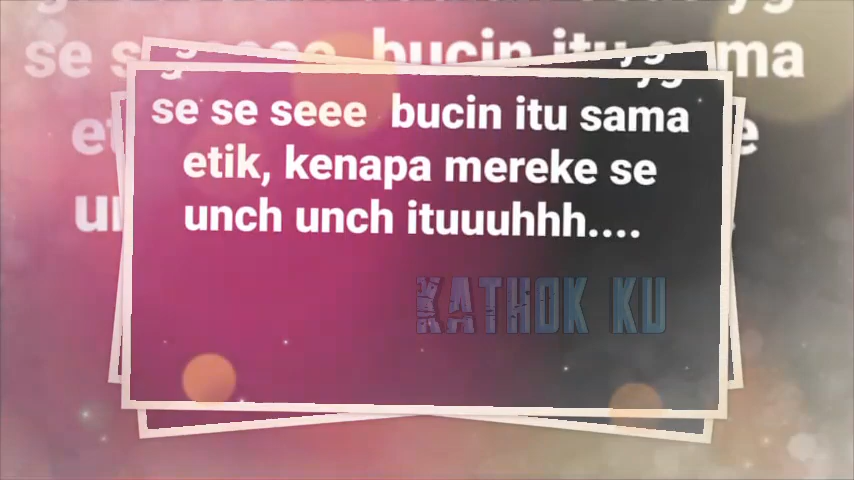 se se seee bucin itu sama
etik, kenapa mereke se
unch unch ituuuhhh....
KATHOK KU